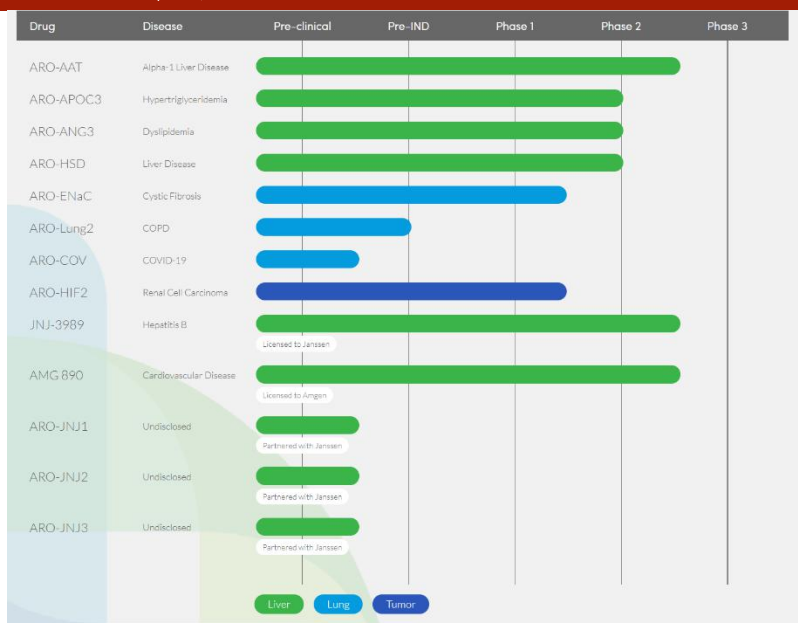 Drug Disease Pre-clinical Pre-IND Phase 1 Phase 2 Phase 3
ARO-AAT Alpha-1 Liver Disease
ARO-APOC3 Hypertriglyceridemia
ARO-ANG3 Dyslipidemia
ARO-HSD Liver Disease
ARO-ENaC Cystic Fibrosis
ARO-Lung2 COPD
ARO-COV COVID-19
ARO-HIF2 Renal Cell Carcinoma
JNJ-3989 Hepatitis B
Licensed to Janssen
AMG 890 Cardiovascular Disease
Licensed to Amgen
ARO-JNJ1 Undisclosed
Partnered with Janssen
ARO-JNJ2 Undisclosed
Partnered with Janssen
ARO-JNJ3 Undisclosed
Partnered with Janssen
Liver Lung Tumor